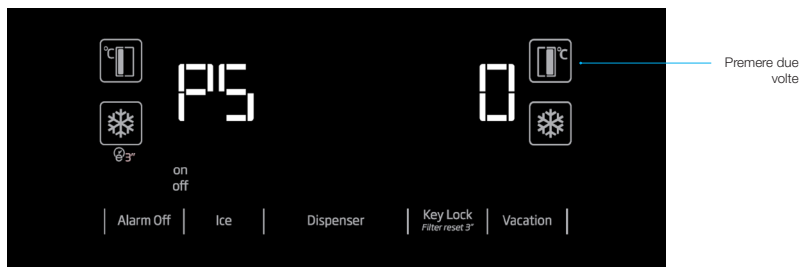 °C
PS
0
°C
Premere due
volte
3"
on
off
Alarm Off
Ice
Dispenser
Key Lock
Filter reset 3"
Vacation